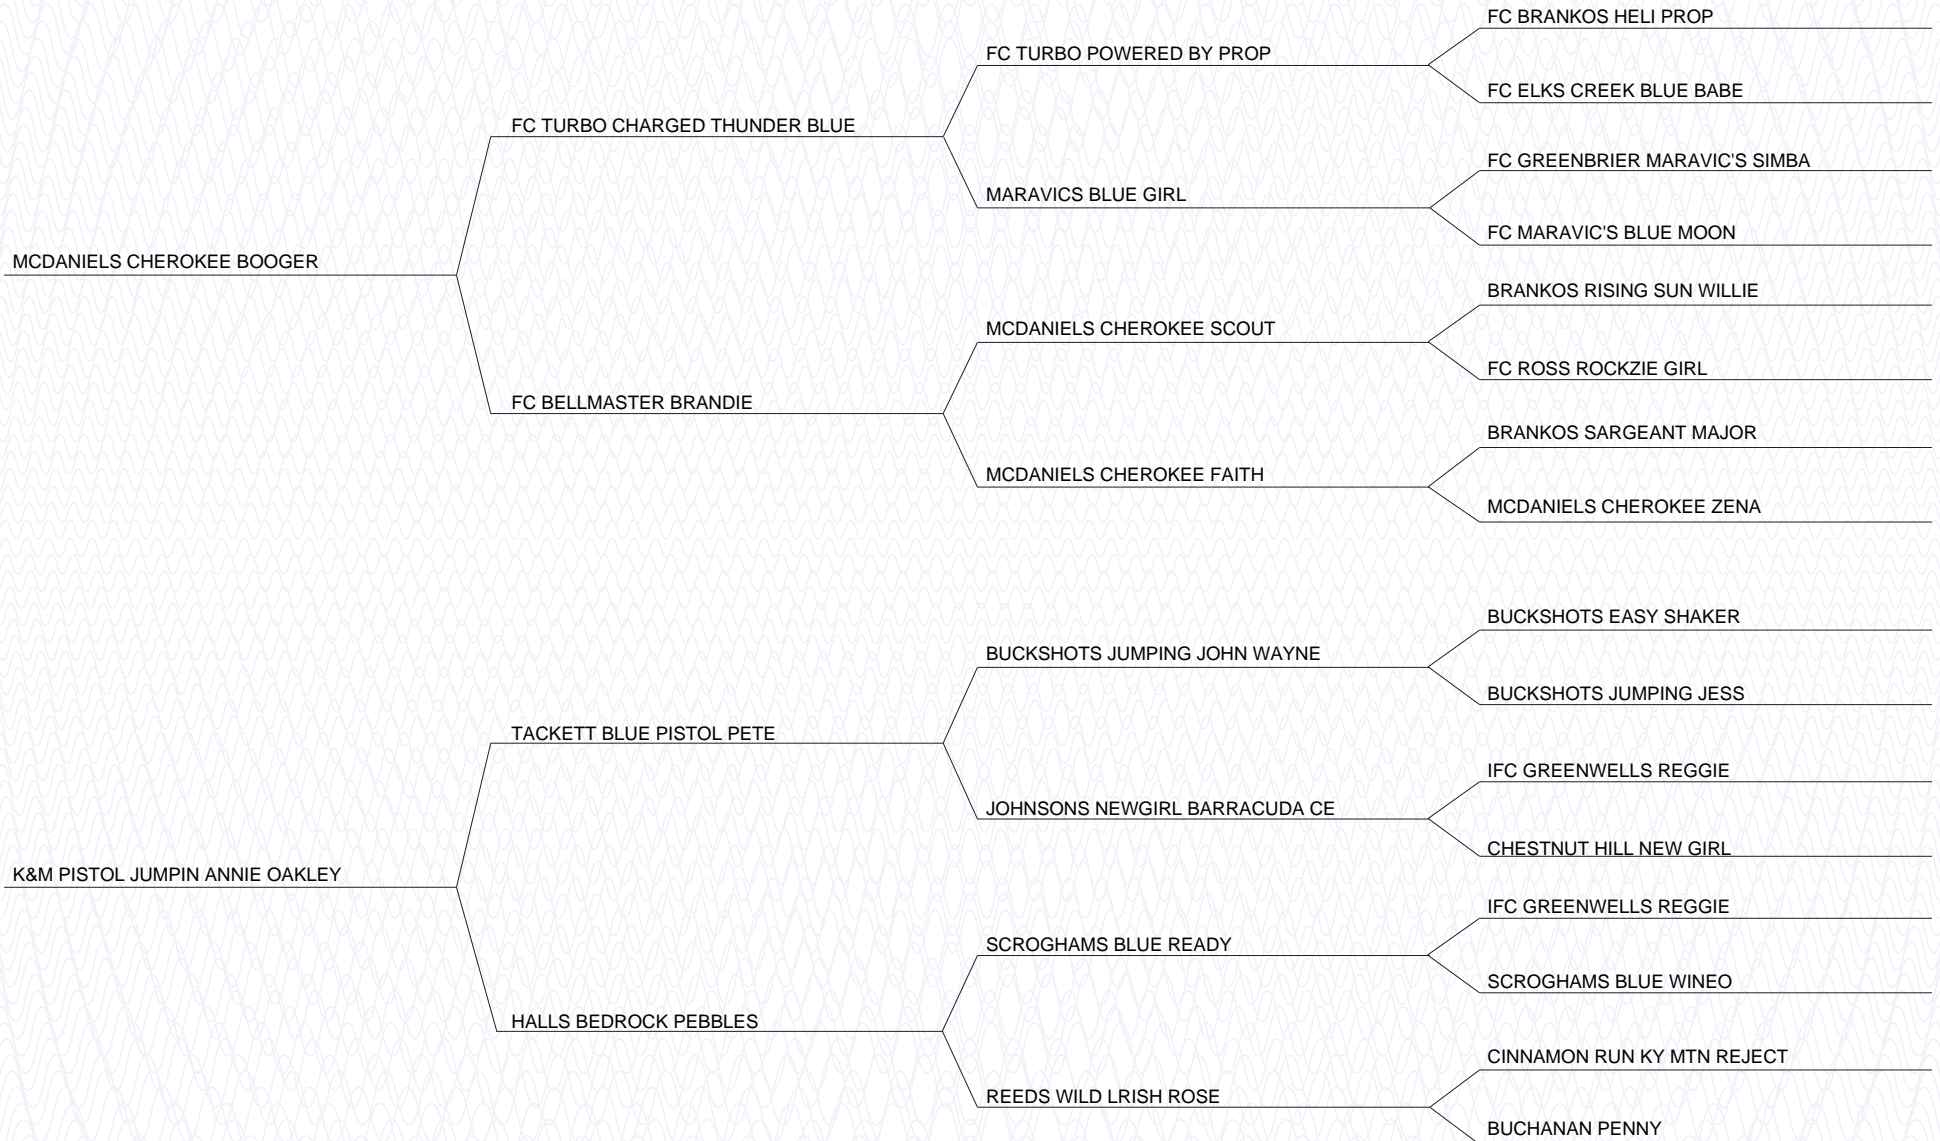 FC BRANKOS HELI PROP
FC TURBO POWERED BY PROP
FC ELKS CREEK BLUE BABE
FC TURBO CHARGED THUNDER BLUE
FC GREENBRIER MARAVIC'S SIMBA
MARAVICS BLUE GIRL
FC MARAVIC'S BLUE MOON
MCDANIELS CHEROKEE BOOGER
BRANKOS RISING SUN WILLIE
MCDANIELS CHEROKEE SCOUT
FC ROSS ROCKZIE GIRL
FC BELLMASTER BRANDIE
BRANKOS SARGEANT MAJOR
MCDANIELS CHEROKEE FAITH
MCDANIELS CHEROKEE ZENA
BUCKSHOTS EASY SHAKER
BUCKSHOTS JUMPING JOHN WAYNE
BUCKSHOTS JUMPING JESS
TACKETT BLUE PISTOL PETE
IFC GREENWELLS REGGIE
JOHNSONS NEWGIRL BARRACUDA CE
CHESTNUT HILL NEW GIRL
K&M PISTOL JUMPIN ANNIE OAKLEY
IFC GREENWELLS REGGIE
SCROGHAMS BLUE READY
SCROGHAMS BLUE WINEO
HALLS BEDROCK PEBBLES
CINNAMON RUN KY MTN REJECT
REEDS WILD LRISH ROSE
BUCHANAN PENNY